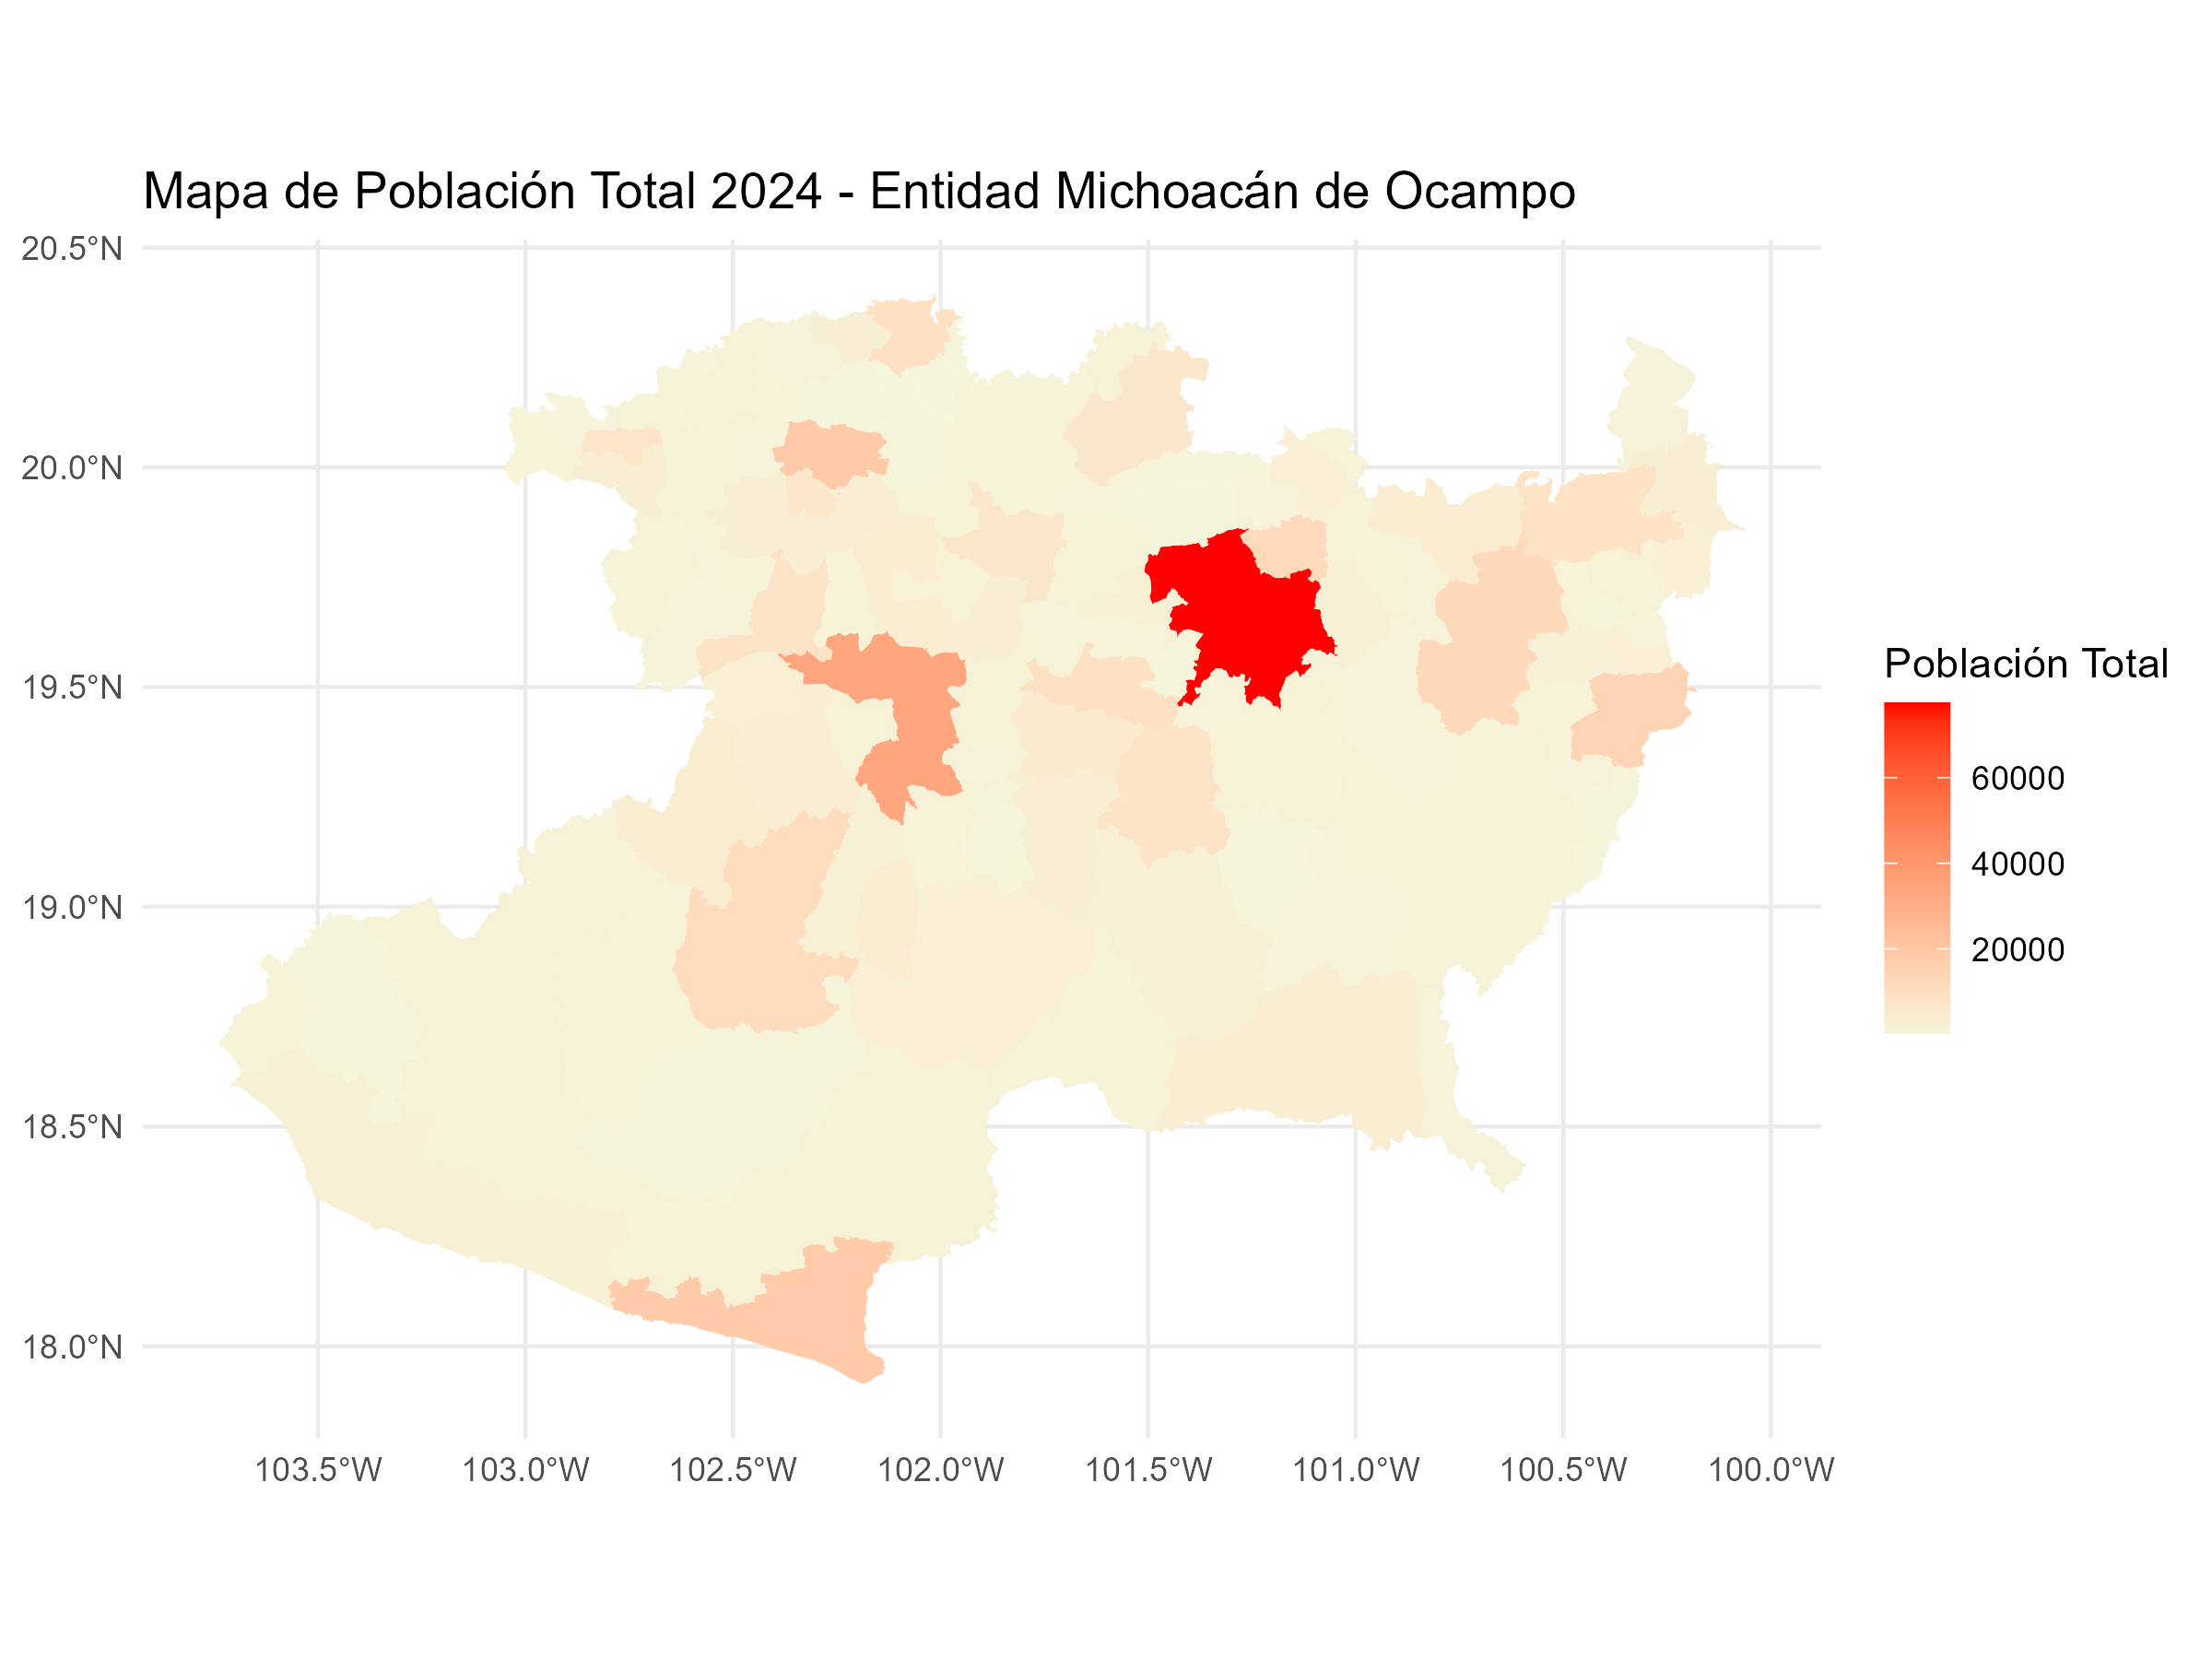 Mapa de Población Total 2024 - Entidad Michoacán de Ocampo
20.5°N
20.0°N
19.5°N
19.0°N
18.5°N
18.0°N
103.5°W 103.0°W 102.5°W 102.0°W 101.5°W 101.0°W 100.5°W 100.0°W
Población Total
60000
40000
20000